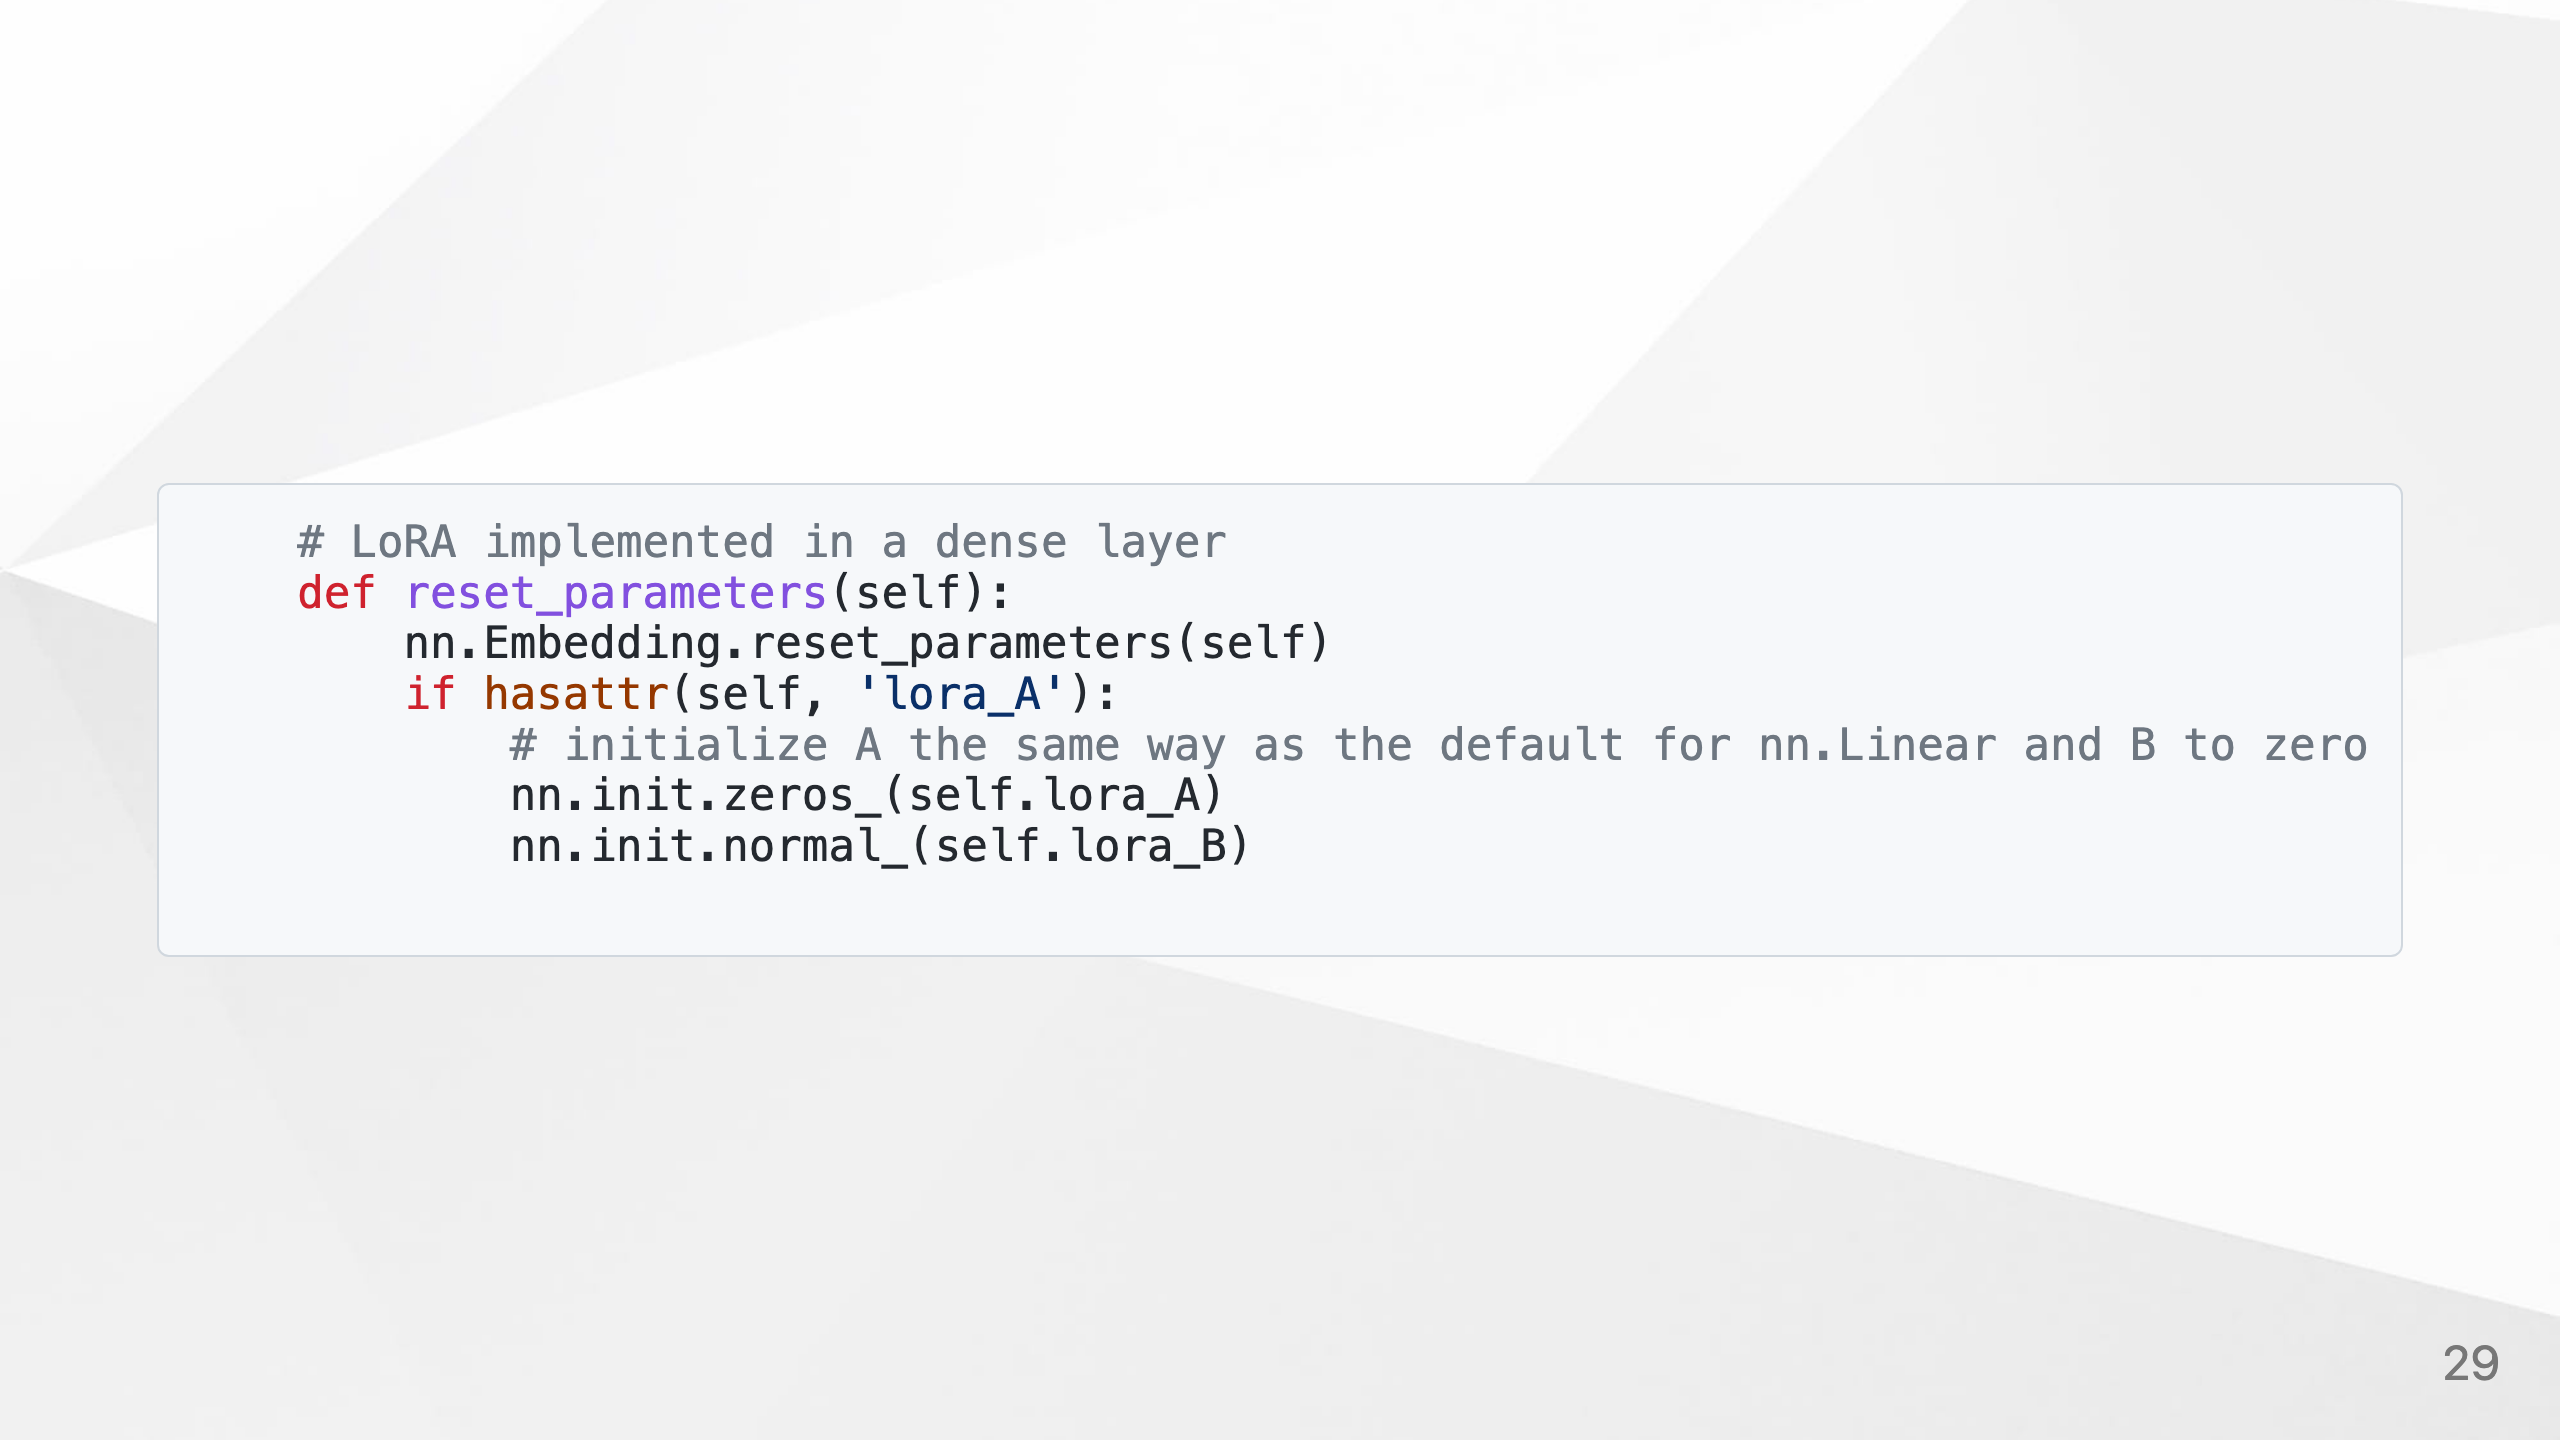 # LoRA implemented in a dense layer
def reset_parameters(self):
    nn.Embedding.reset_parameters(self)
    if hasattr(self, 'lora_A'):
        # initialize A the same way as the default for nn.Linear and B to zero
        nn.init.zeros_(self.lora_A)
        nn.init.normal_(self.lora_B)
29